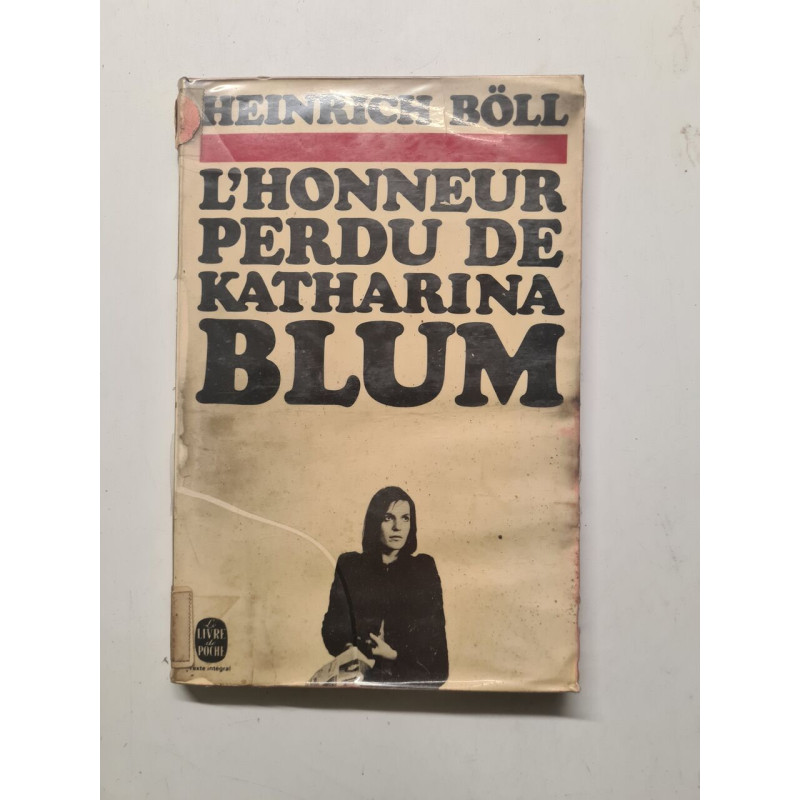 HEINRICH BÖLL
L'HONNEUR
PERDU DE
KATHARINA
BLUM
Le
LIVRE
de
POCHE
texte intégral